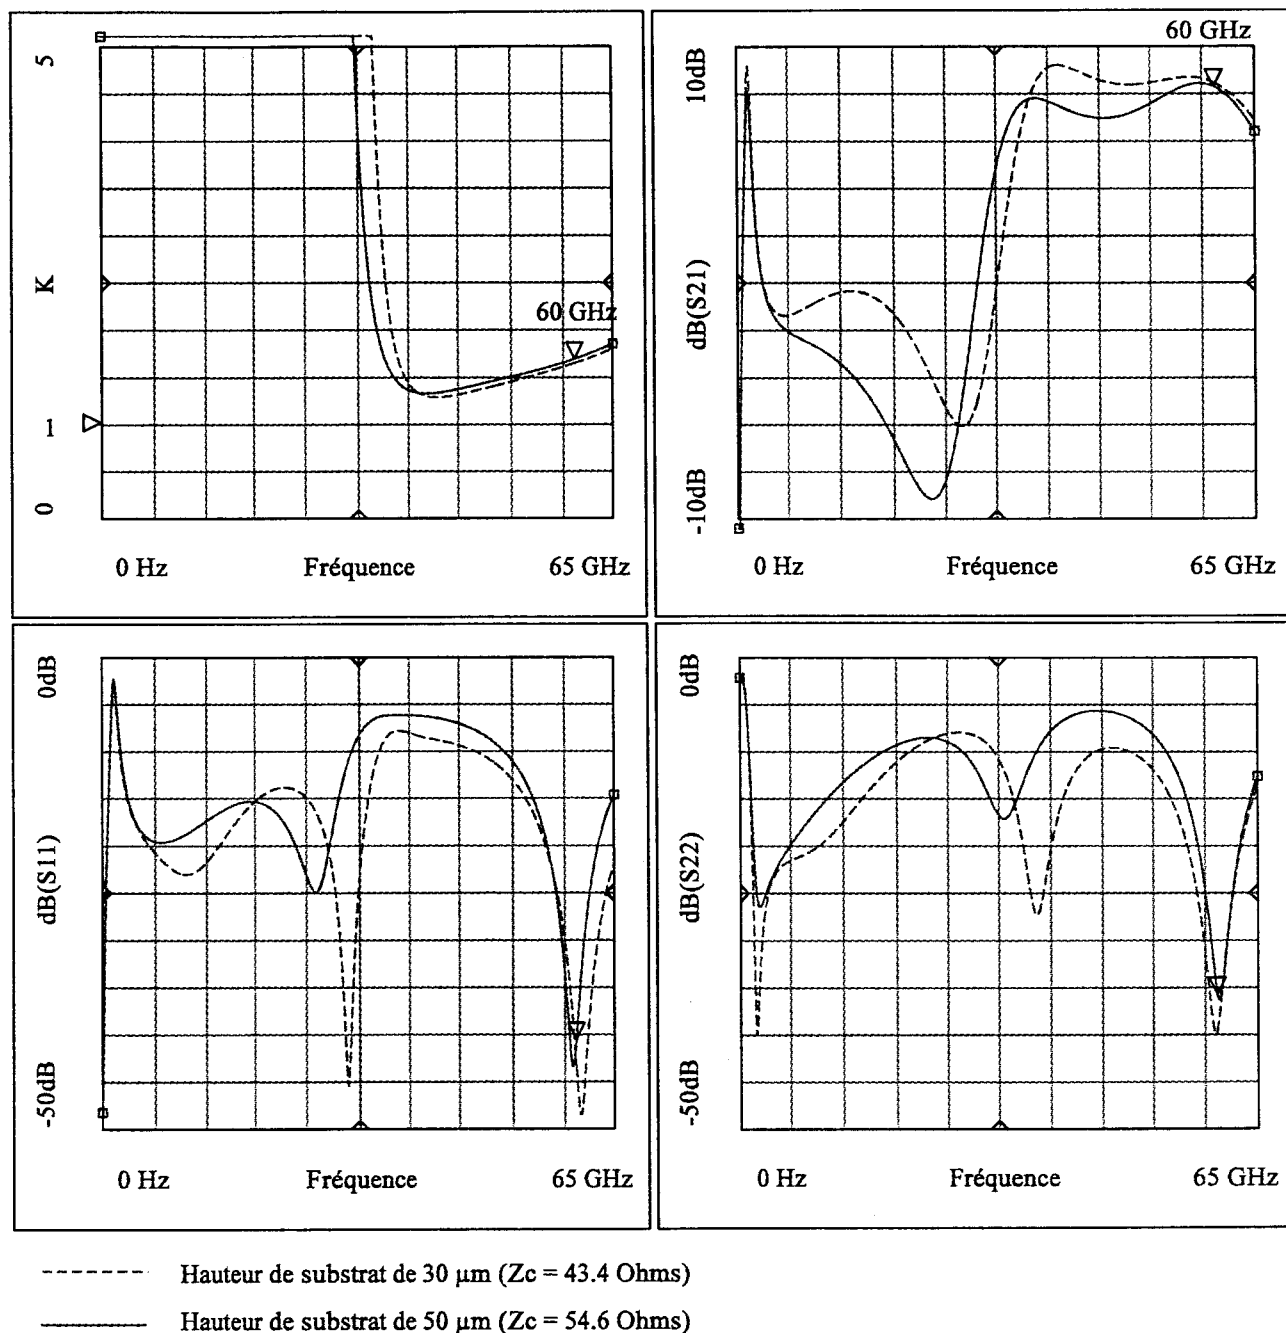 5
K
1
0
60 GHz
0 Hz Fréquence 65 GHz
60 GHz
10dB
dB(S21)
-10dB
0 Hz Fréquence 65 GHz
0dB
dB(S11)
-50dB
0 Hz Fréquence 65 GHz
0dB
dB(S22)
-50dB
0 Hz Fréquence 65 GHz
Hauteur de substrat de 30 µm (Zc = 43.4 Ohms)
Hauteur de substrat de 50 µm (Zc = 54.6 Ohms)